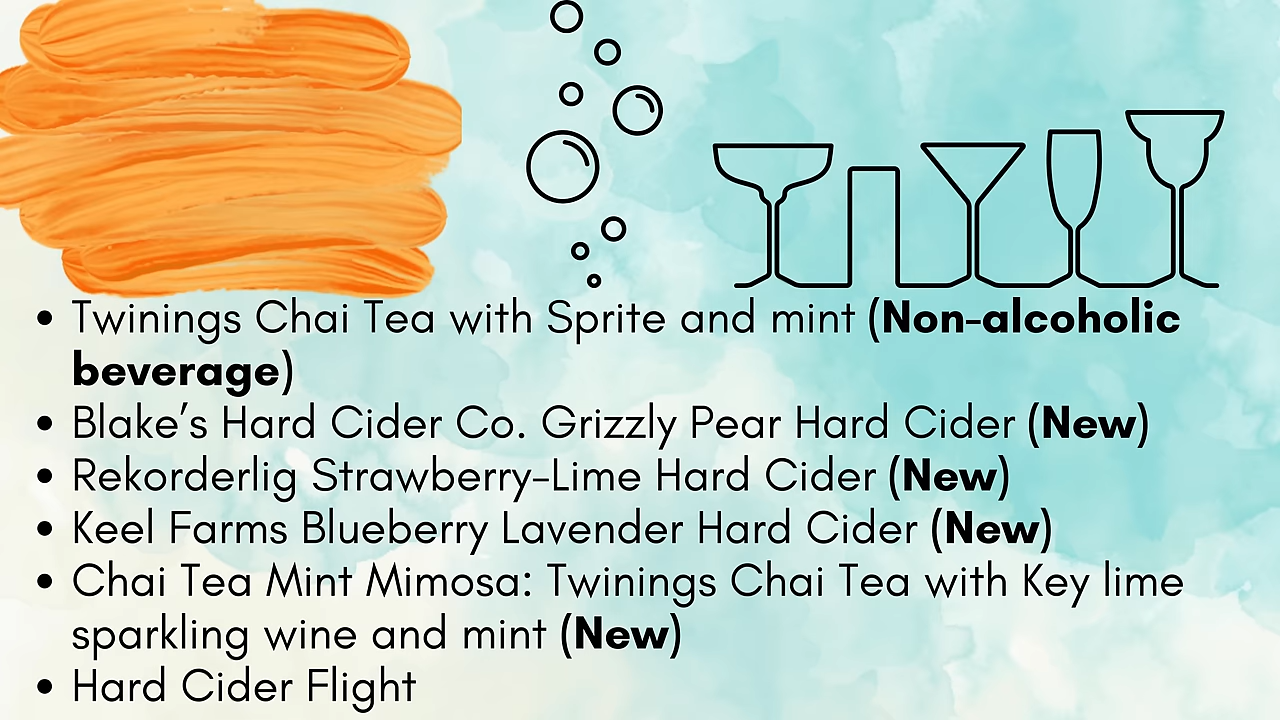 • Twinings Chai Tea with Sprite and mint (Non-alcoholic
beverage)
• Blake’s Hard Cider Co. Grizzly Pear Hard Cider (New)
• Rekorderlig Strawberry-Lime Hard Cider (New)
• Keel Farms Blueberry Lavender Hard Cider (New)
• Chai Tea Mint Mimosa: Twinings Chai Tea with Key lime
sparkling wine and mint (New)
• Hard Cider Flight